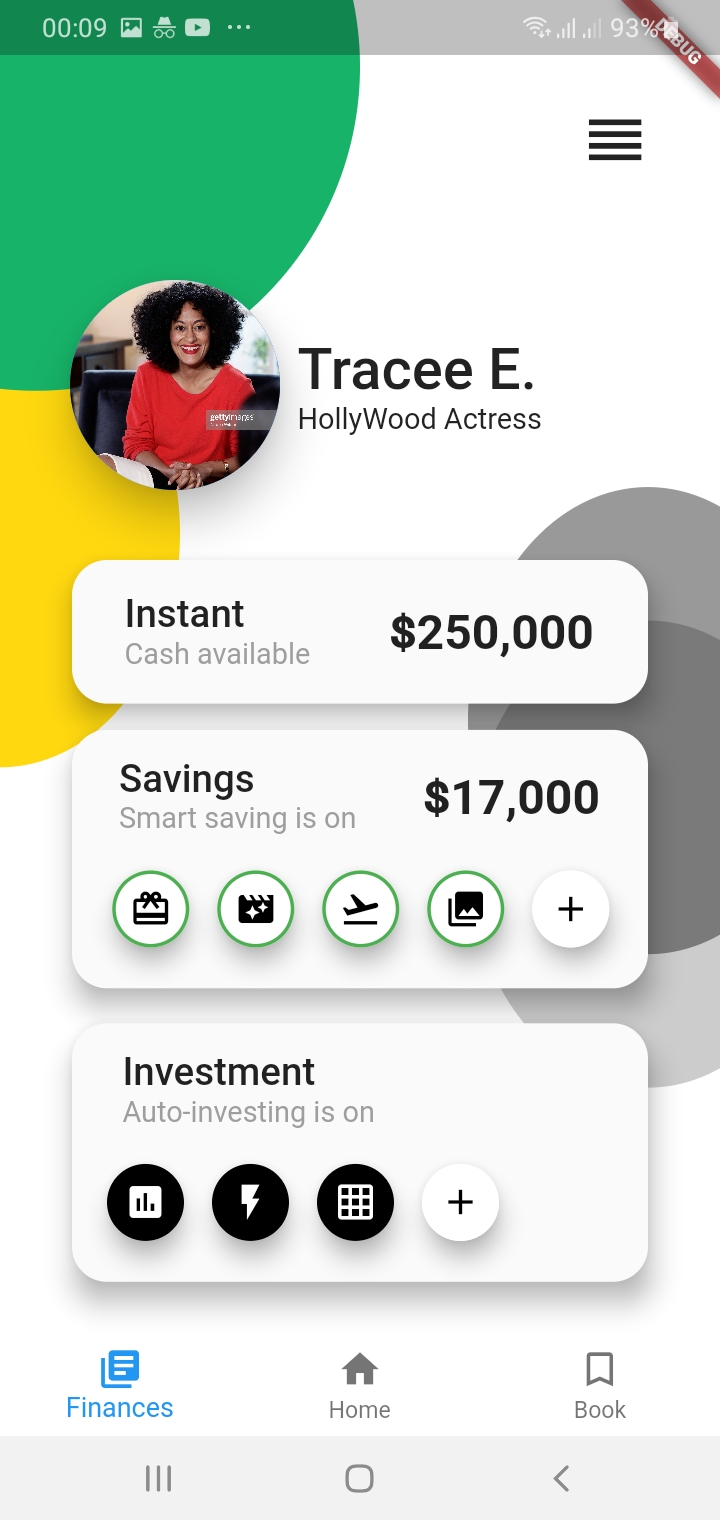 00:09
93%
DEBUG
gettyimages
Tracee E.
HollyWood Actress
Instant
Cash available
$250,000
Savings
Smart saving is on
$17,000
Investment
Auto-investing is on
Finances
Home
Book